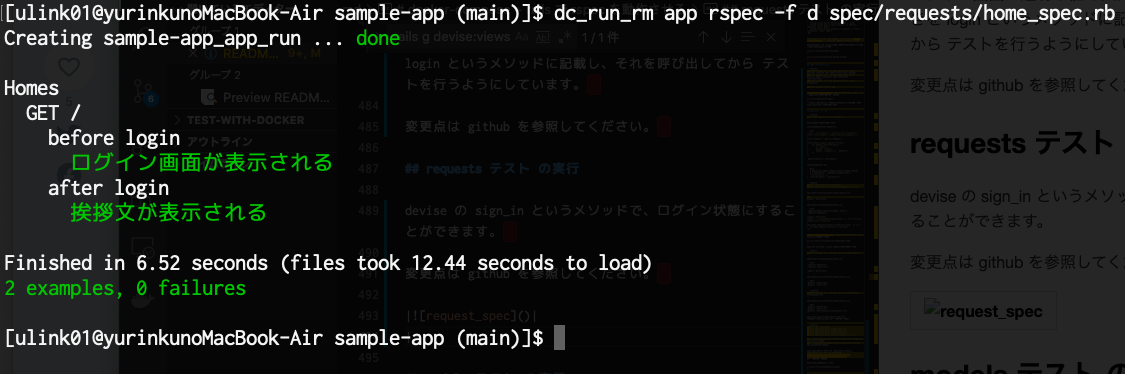 [ulink01@yurinkunoMacBook-Air sample-app (main)]$ dc_run_rm app rspec -f d spec/requests/home_spec.rb
Creating sample-app_app_run ... done
Homes
GET /
before login
ログイン画面が表示される
after login
挨拶文が表示される
Finished in 6.52 seconds (files took 12.44 seconds to load)
2 examples, 0 failures
[ulink01@yurinkunoMacBook-Air sample-app (main)]$
ails g devise:views
1/1件
README...
9+, M
グループ 2
Preview README...
6
TEST-WITH-DOCKER
アウトライン
login というメソッドに記載し、それを呼び出してから テス
トを行うようにしています。
484
485 変更点は github を参照してください。
486
487 ## requests テスト の実行
488
489 devise の sign_in というメソッドで、ログイン状態にするこ
とができます。
490
491 変更点は github を参照してください。
492
493 |![request_spec]()|
495
から テストを行うようにしてい
変更点は github を参照してく
requests テスト
devise の sign_in というメソッ
ることができます。
変更点は github を参照してく
request_spec
models テスト の